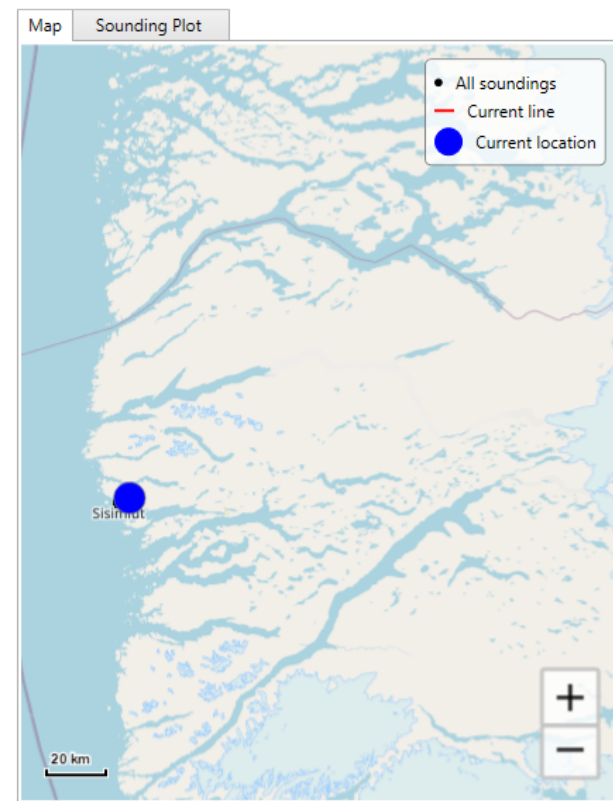 Map
Sounding Plot
All soundings
Current line
Current location
Sisimiut
20 km
+
−